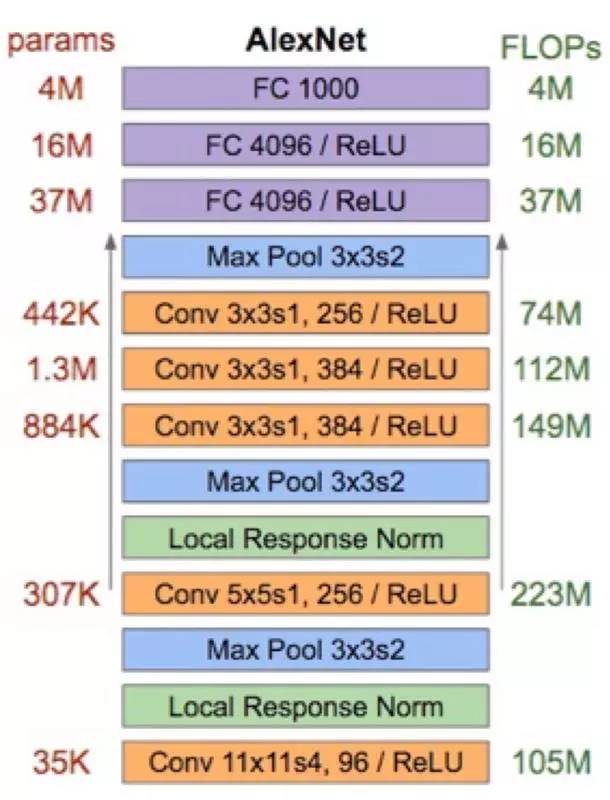 params AlexNet FLOPs
4M FC 1000 4M
16M FC 4096 / ReLU 16M
37M FC 4096 / ReLU 37M
Max Pool 3x3s2
442K Conv 3x3s1, 256 / ReLU 74M
1.3M Conv 3x3s1, 384 / ReLU 112M
884K Conv 3x3s1, 384 / ReLU 149M
Max Pool 3x3s2
Local Response Norm
307K Conv 5x5s1, 256 / ReLU 223M
Max Pool 3x3s2
Local Response Norm
35K Conv 11x11s4, 96 / ReLU 105M